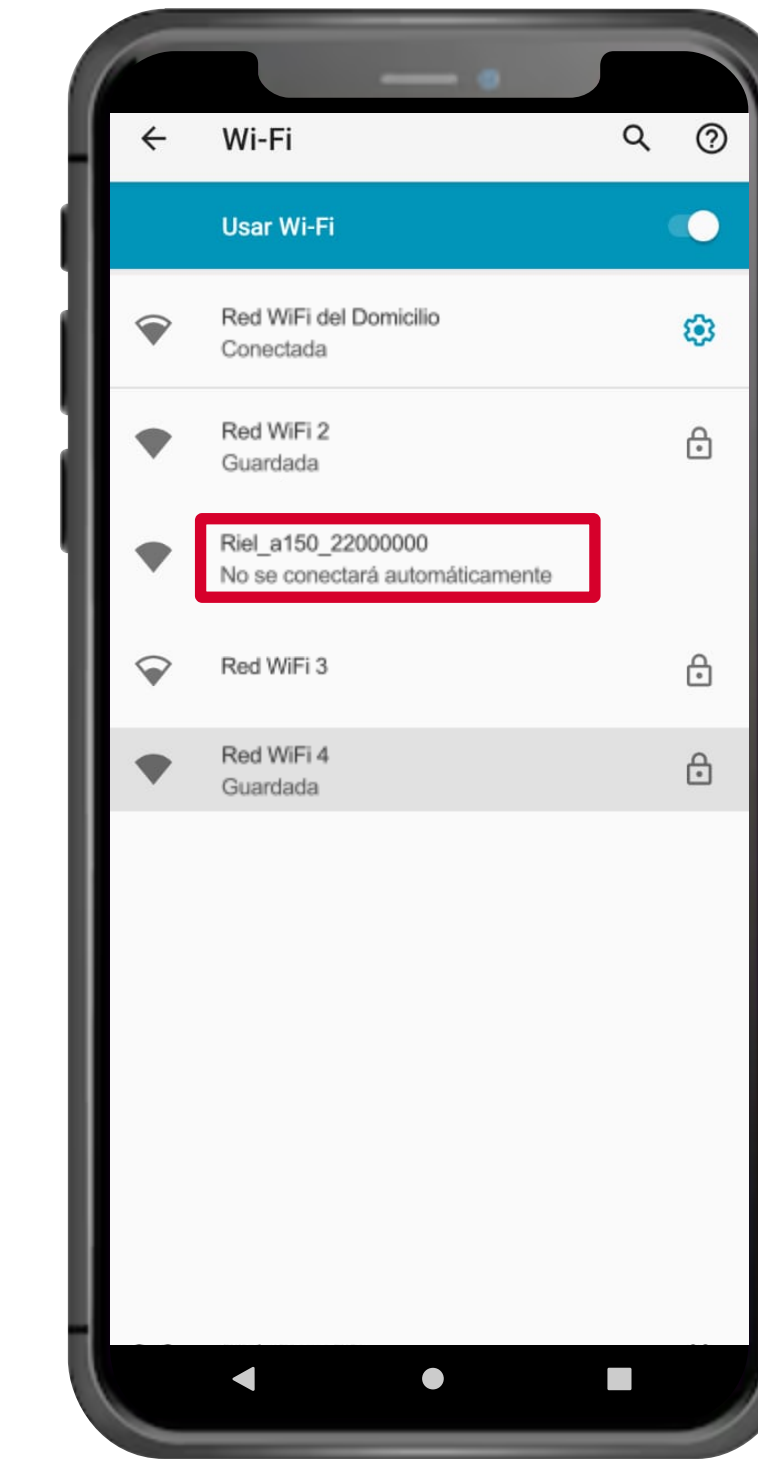 Wi-Fi
Usar Wi-Fi
Red WiFi del Domicilio
Conectada
Red WiFi 2
Guardada
Riel_a150_22000000
No se conectará automáticamente
Red WiFi 3
Red WiFi 4
Guardada